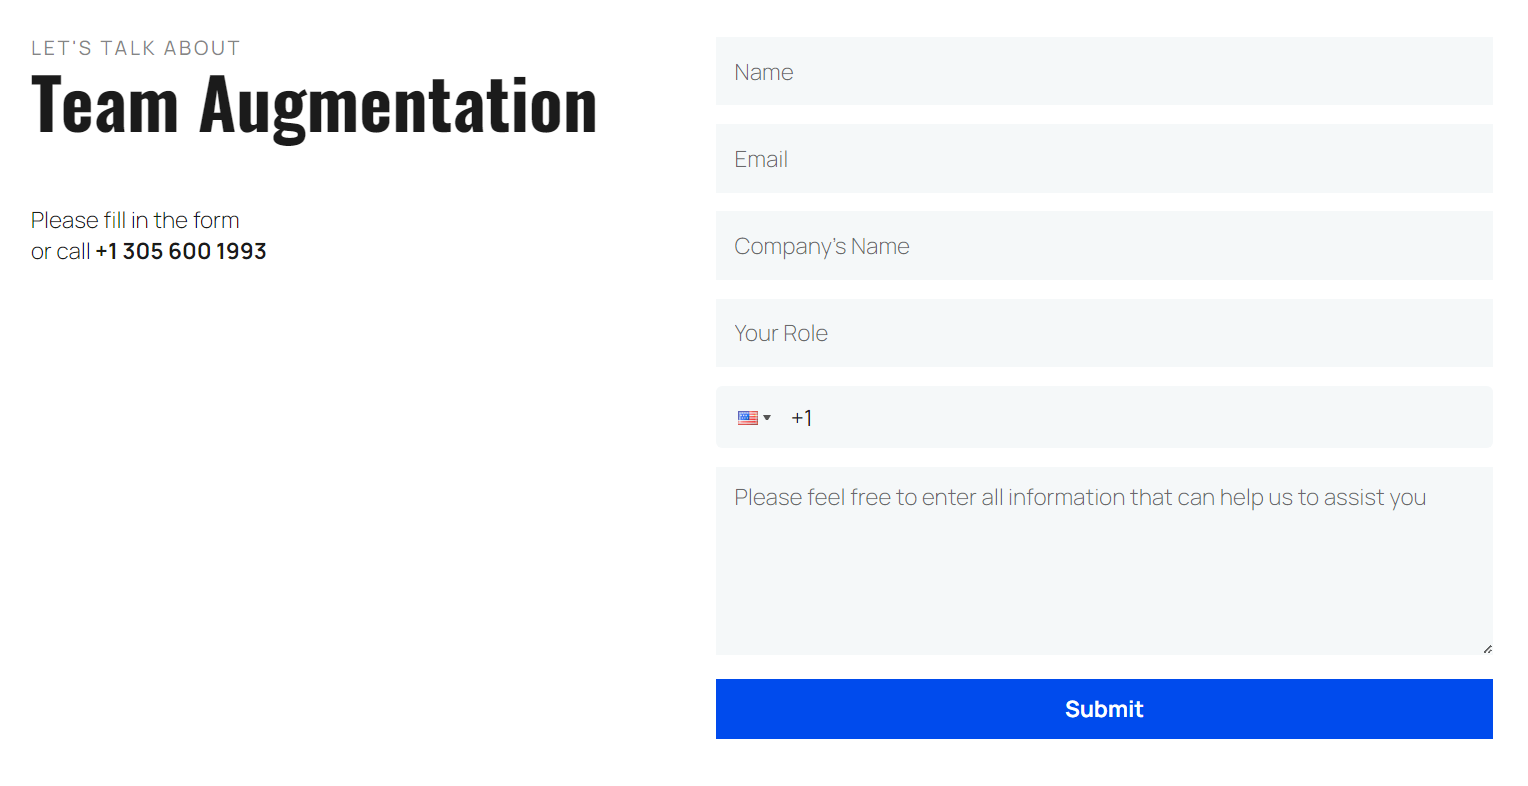 LET'S TALK ABOUT
Team Augmentation
Please fill in the form
or call +1 305 600 1993
Name
Email
Company's Name
Your Role
+1
Please feel free to enter all information that can help us to assist you
Submit